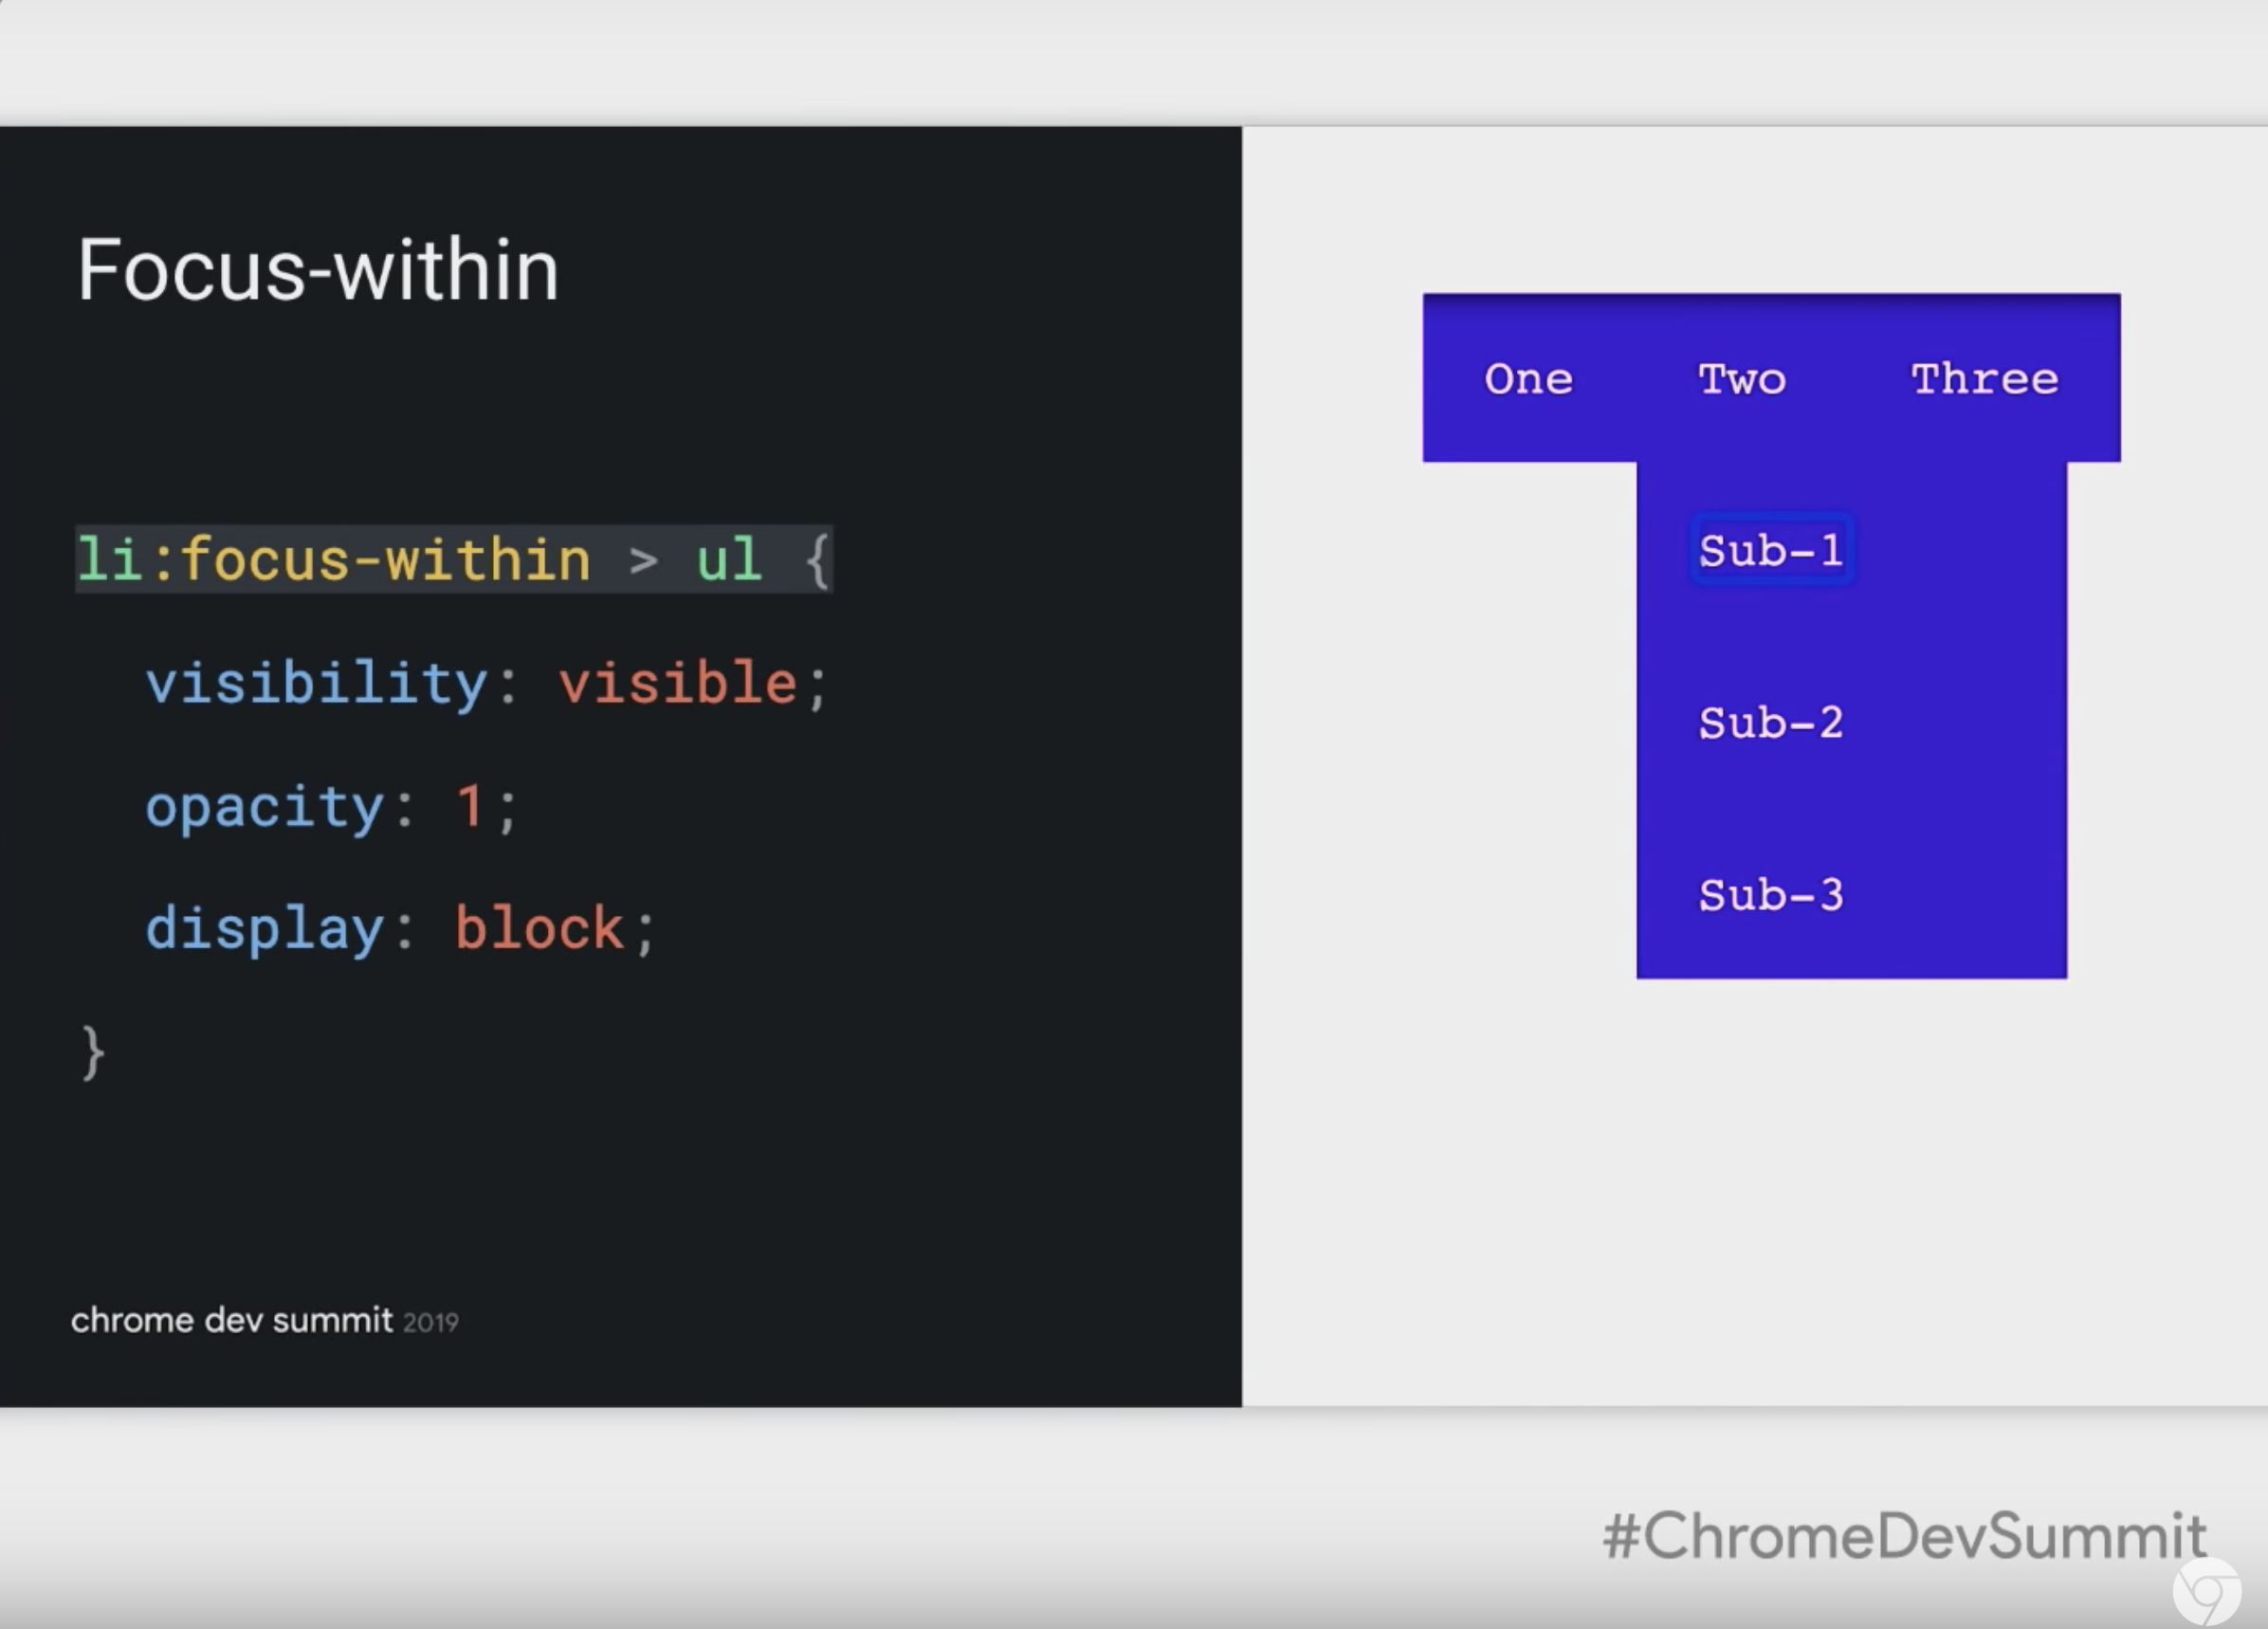 Focus-within
li:focus-within > ul {
visibility: visible;
opacity: 1;
display: block;
}
chrome dev summit 2019
One Two Three
Sub-1
Sub-2
Sub-3
#ChromeDevSummit